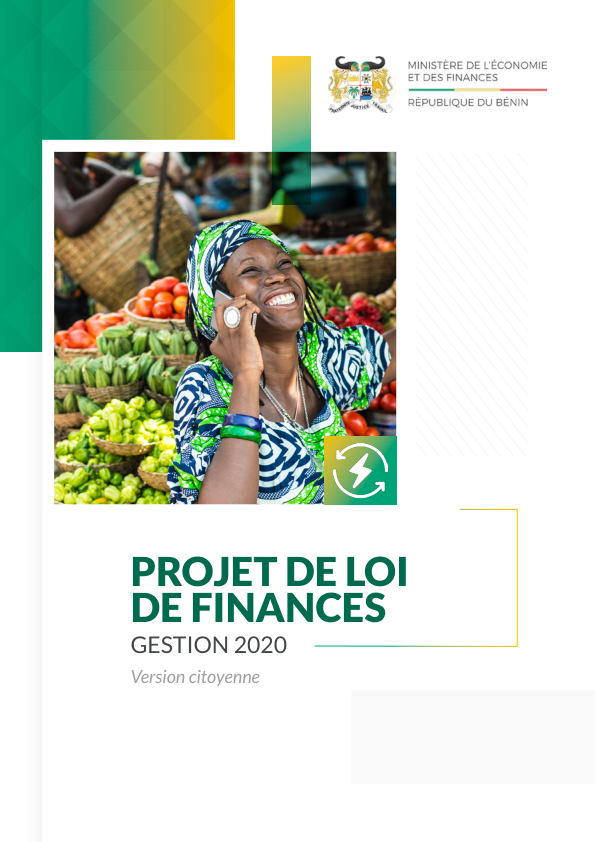 MINISTÈRE DE L'ÉCONOMIE
ET DES FINANCES
RÉPUBLIQUE DU BÉNIN
FRATERNITÉ JUSTICE TRAVAIL
PROJET DE LOI
DE FINANCES
GESTION 2020
Version citoyenne